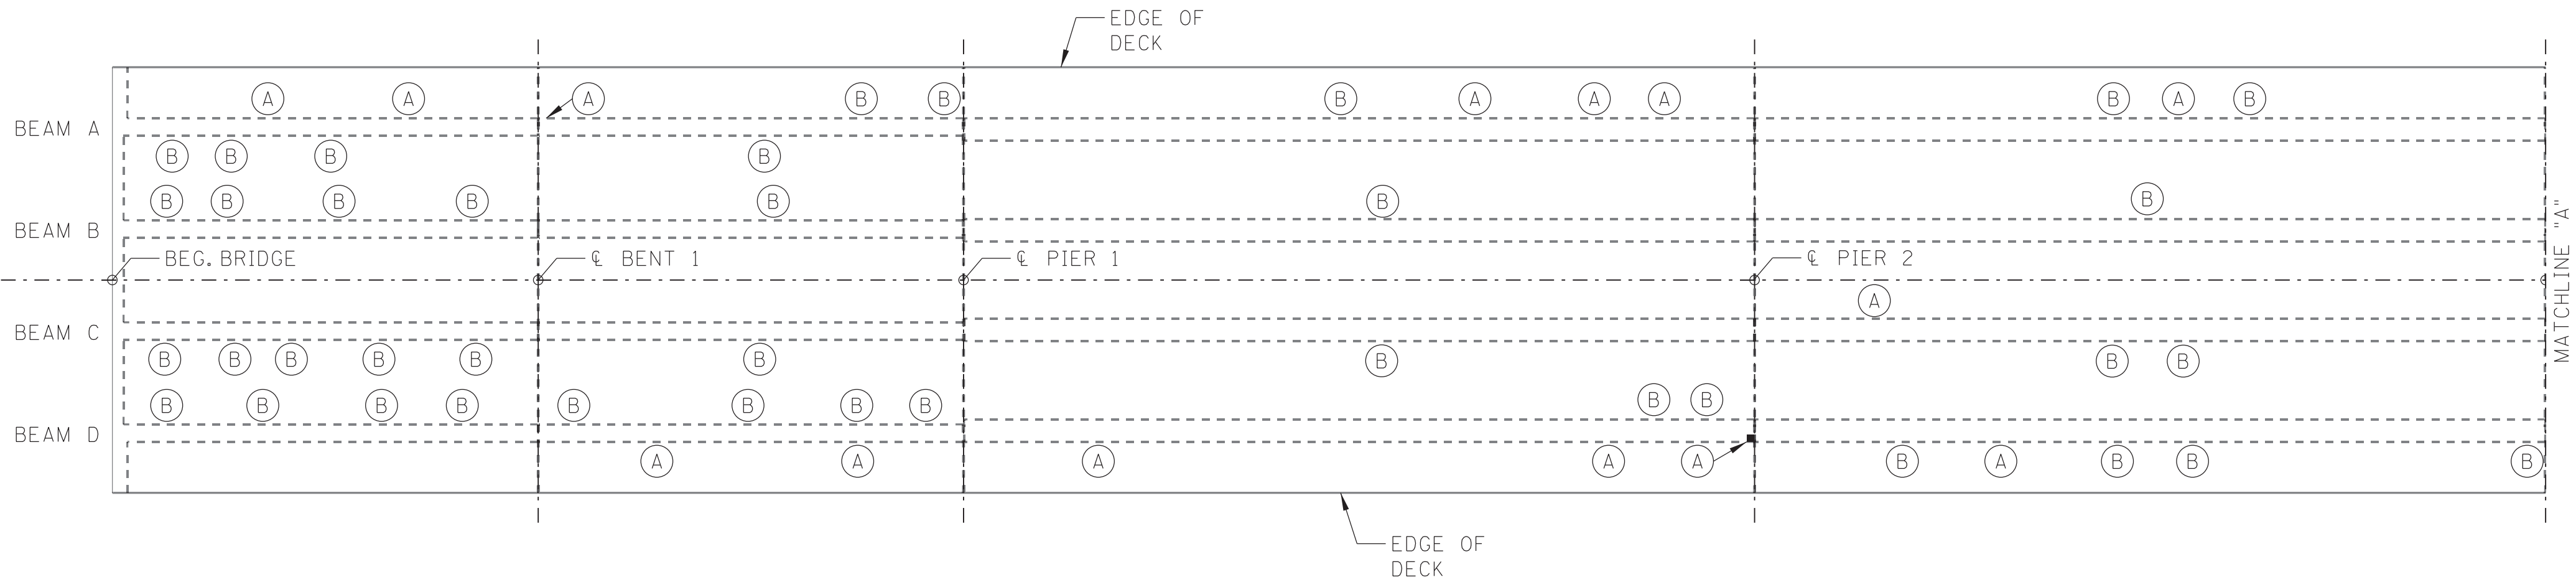 EDGE OF
DECK
A A A B B B A A A B A B
BEAM A
B B B B
B B B B B B B
BEAM B
BEG. BRIDGE ℄ BENT 1 ℄ PIER 1 ℄ PIER 2
MATCHLINE "A"
A
BEAM C
B B B B B B B B B
B B B B B B B B B B
BEAM D
A A A A A B A B B B
EDGE OF
DECK